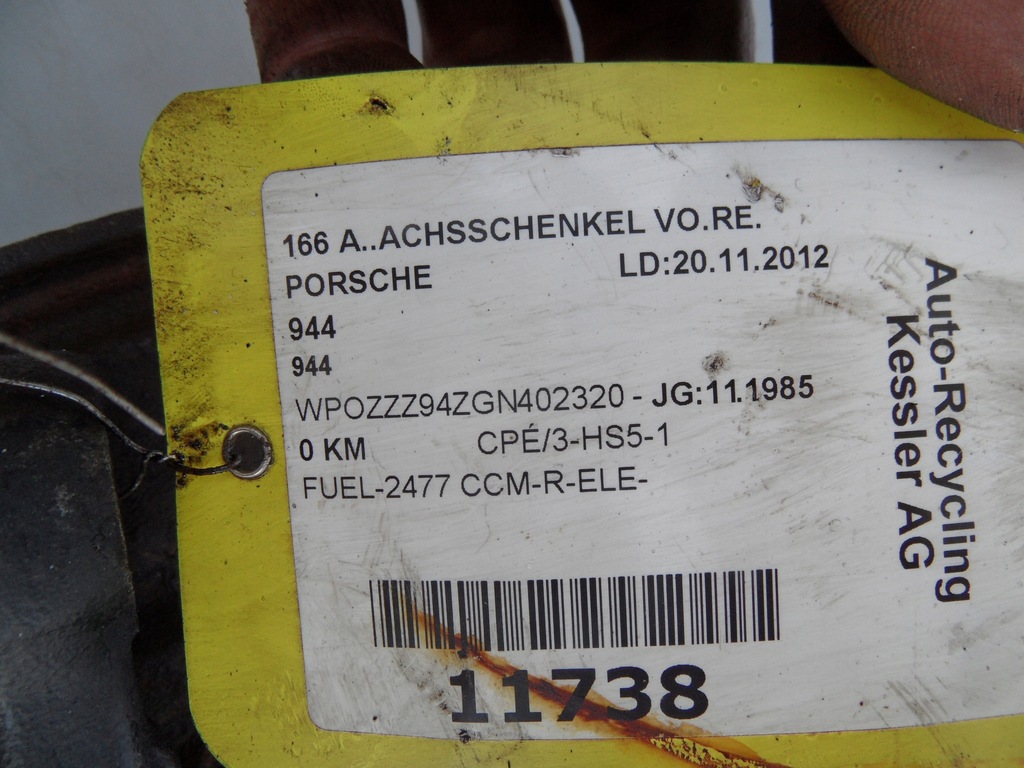 166 A..ACHSSCHENKEL VO.RE.
PORSCHE LD:20.11.2012
944
944
WPOZZZ94ZGN402320 - JG:11.1985
0 KM CPÉ/3-HS5-1
FUEL-2477 CCM-R-ELE-
11738
Auto-Recycling
Kessler AG